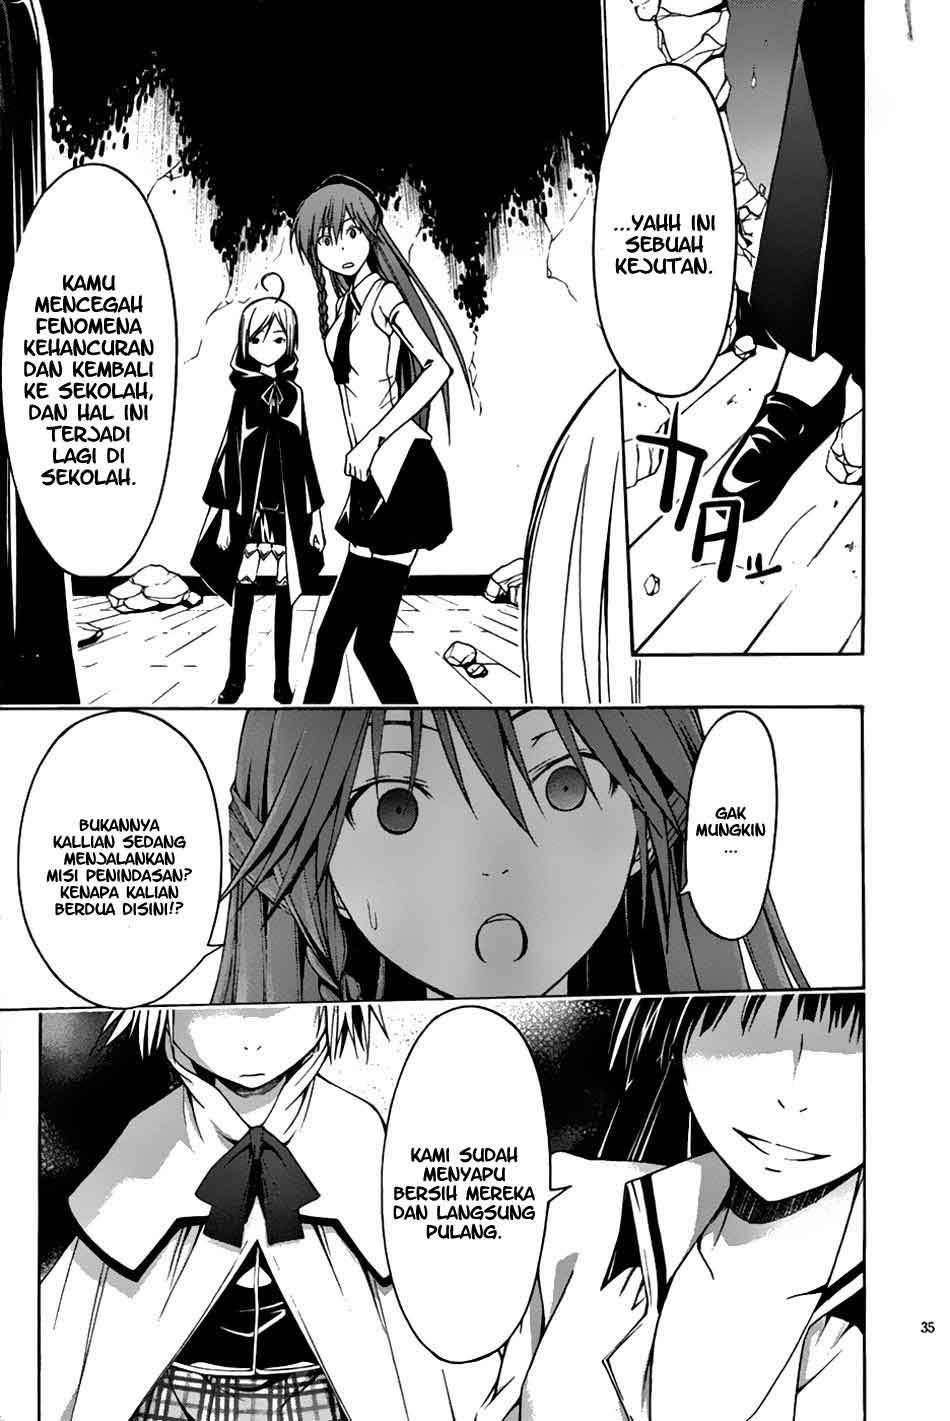 ...YAHH INI
SEBUAH
KEJUTAN.
ガタッ
KAMU
MENCEGAH
FENOMENA
KEHANCURAN
DAN KEMBALI
KE SEKOLAH,
DAN HAL INI
TERJADI
LAGI DI
SEKOLAH.
GAK
MUNGKIN
...
BUKANNYA
KALLIAN SEDANG
MENJALANKAN
MISI PENINDASAN?
KENAPA KALIAN
BERDUA DISINI!?
KAMI SUDAH
MENYAPU
BERSIH MEREKA
DAN LANGSUNG
PULANG.
35